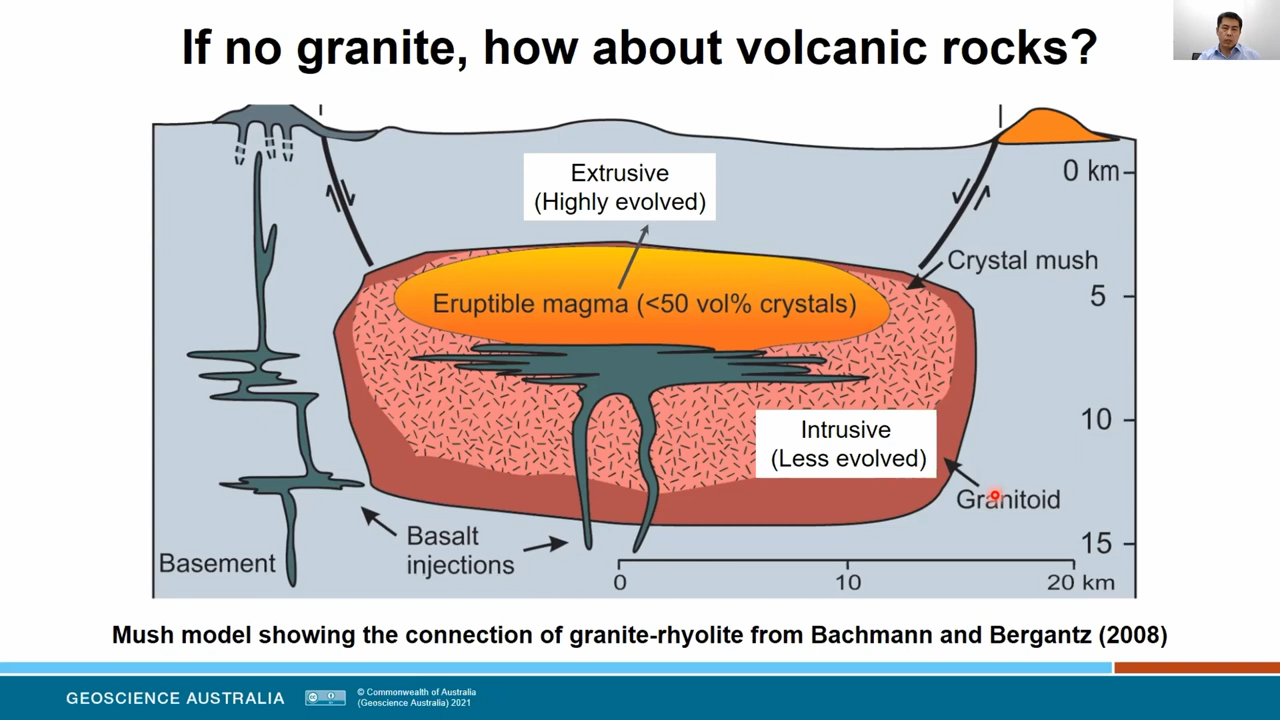 If no granite, how about volcanic rocks?
Extrusive
(Highly evolved)
0 km
Crystal mush
5
Eruptible magma (<50 vol% crystals)
10
Intrusive
(Less evolved)
Granitoid
Basalt
injections
15
Basement
0
10
20 km
Mush model showing the connection of granite-rhyolite from Bachmann and Bergantz (2008)
GEOSCIENCE AUSTRALIA
© Commonwealth of Australia
(Geoscience Australia) 2021